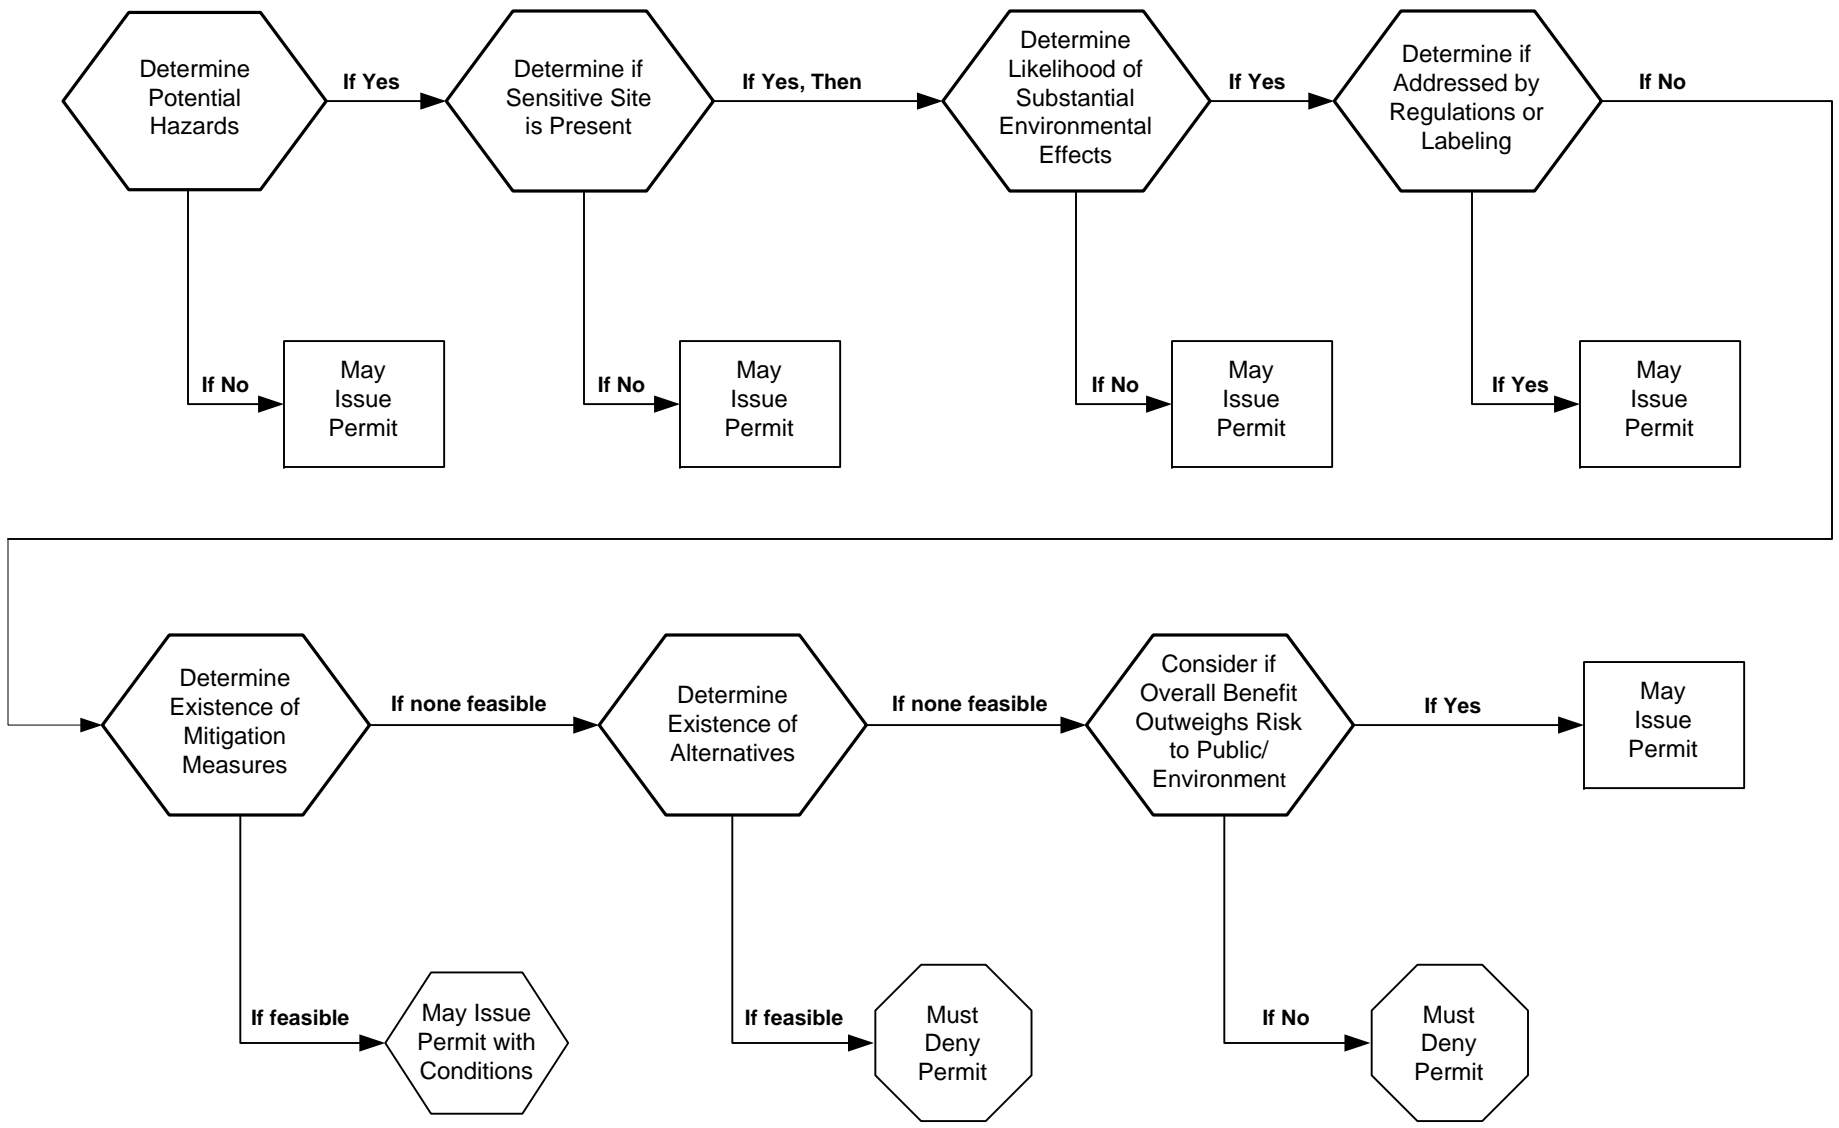 Determine
Potential
Hazards
If Yes
Determine if
Sensitive Site
is Present
If Yes, Then
Determine
Likelihood of
Substantial
Environmental
Effects
If Yes
Determine if
Addressed by
Regulations or
Labeling
If No
If No
May
Issue
Permit
If No
May
Issue
Permit
If No
May
Issue
Permit
If Yes
May
Issue
Permit
Determine
Existence of
Mitigation
Measures
If none feasible
Determine
Existence of
Alternatives
If none feasible
Consider if
Overall Benefit
Outweighs Risk
to Public/
Environment
If Yes
May
Issue
Permit
If feasible
May Issue
Permit with
Conditions
If feasible
Must
Deny
Permit
If No
Must
Deny
Permit